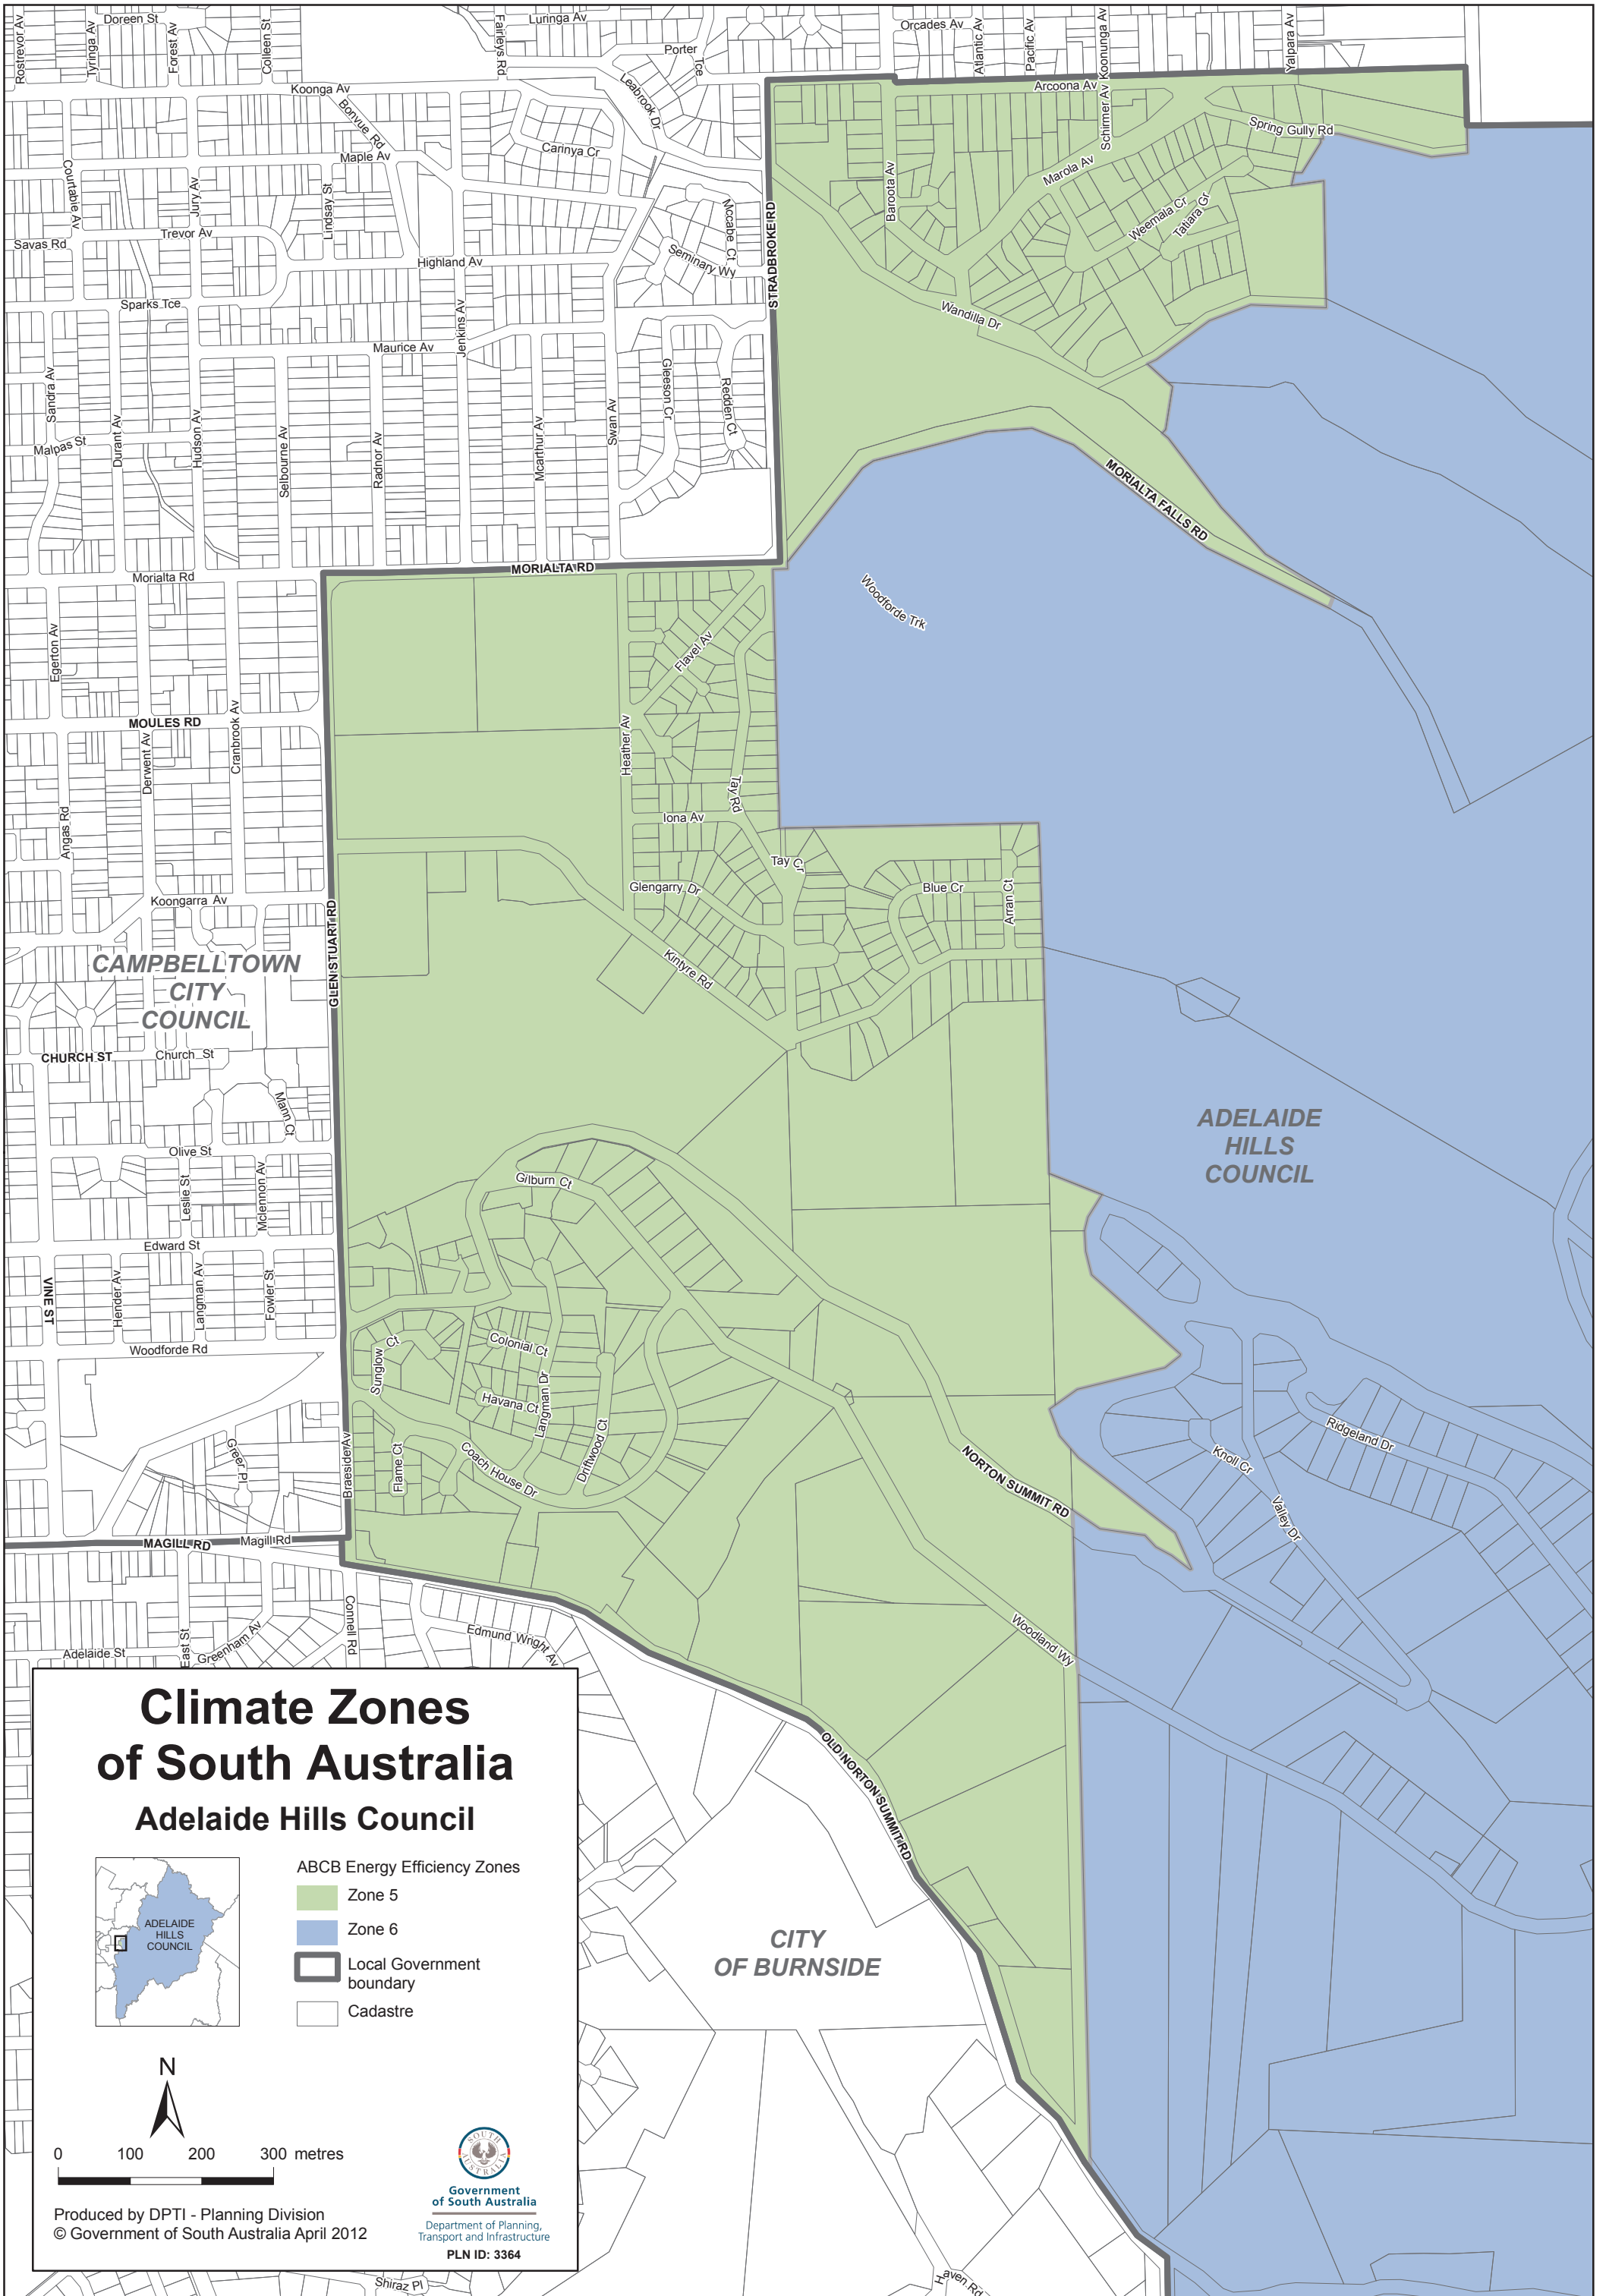 Rostrevor Av
Tyringa Av
Doreen St
Forest Av
Coleen St
Fairleys Rd
Luringa Av
Porter
Tce
Orcades Av
Atlantic Av
Pacific Av
Koonunga Av
Yalpara Av
Koonga Av
Bonvue Rd
Leabrook Dr
Arcoona Av
Schirmer Av
Spring Gully Rd
Maple Av
Carinya Cr
Courtabie Av
Jury Av
Lindsay St
Baroota Av
Marola Av
Weemala Cr
Tatiara Gr
Mccabe Ct
Savas Rd
Trevor Av
Highland Av
Seminary Wy
STRADBROKE RD
Sparks Tce
Jenkins Av
Wandilla Dr
Maurice Av
Sandra Av
Gleeson Cr
Redden Ct
Malpas St
Durant Av
Hudson Av
Selbourne Av
Radnor Av
Mcarthur Av
Swan Av
MORIALTA FALLS RD
Morialta Rd
MORIALTA RD
Woodforde Trk
Egerton Av
Flavel Av
MOULES RD
Derwent Av
Cranbrook Av
Heather Av
Tay Rd
Angas Rd
Iona Av
Tay Cr
Glengarry Dr
Blue Cr
Arran Ct
Koongarra Av
GLEN STUART RD
Kintyre Rd
CAMPBELLTOWN
CITY
COUNCIL
CHURCH ST
Church St
Mann Ct
ADELAIDE
HILLS
COUNCIL
Olive St
Leslie St
Mclennon Av
Gilburn Ct
Edward St
VINE ST
Hender Av
Langman Av
Fowler St
Woodforde Rd
Sunglow Ct
Colonial Ct
Havana Ct
Langman Dr
Driftwood Ct
Greer Pl
Braeside Av
Flame Ct
Coach House Dr
NORTON SUMMIT RD
Knoll Cr
Ridgeland Dr
Valley Dr
MAGILL RD
Magill Rd
Connell Rd
Edmund Wright Av
Woodland Wy
Adelaide St
East St
Greenham Av
OLD NORTON SUMMIT RD
Climate Zones
of South Australia
Adelaide Hills Council
ADELAIDE
HILLS
COUNCIL
ABCB Energy Efficiency Zones
Zone 5
Zone 6
Local Government
boundary
Cadastre
CITY
OF BURNSIDE
N
0 100 200 300 metres
SOUTH
AUSTRALIA
Government
of South Australia
Department of Planning,
Transport and Infrastructure
PLN ID: 3364
Produced by DPTI - Planning Division
© Government of South Australia April 2012
Shiraz Pl
Haven Rd